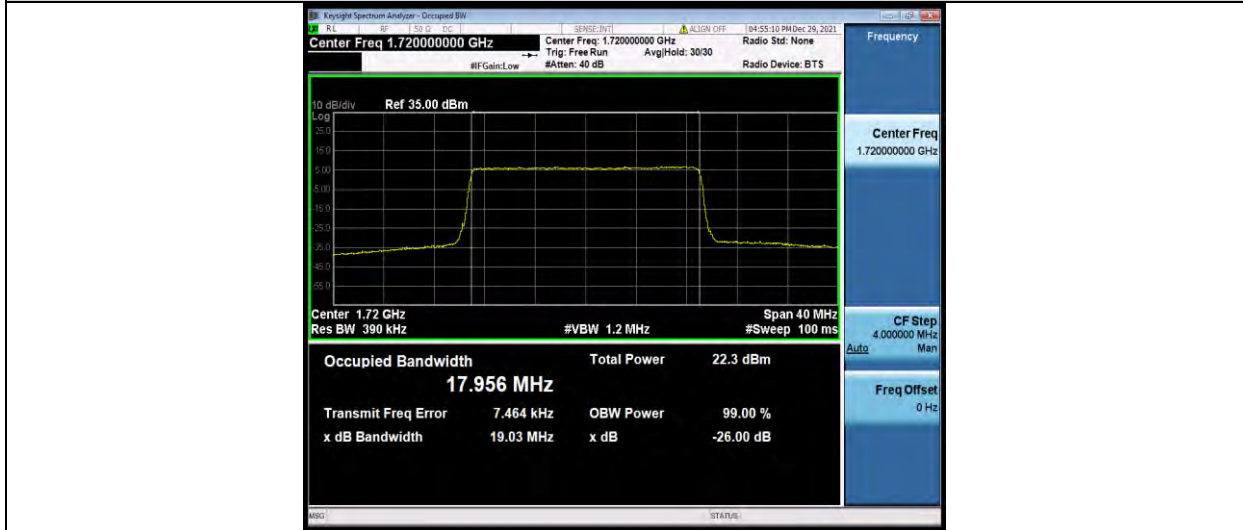 Keysight Spectrum Analyzer - Occupied BW
RL RF 50 Ω DC SENSE:INT ALIGN OFF 04:55:10 PM Dec 29, 2021
Center Freq 1.720000000 GHz
Center Freq: 1.720000000 GHz
Radio Std: None
Trig: Free Run Avg|Hold: 30/30
#IFGain:Low
#Atten: 40 dB
Radio Device: BTS
10 dB/div Ref 35.00 dBm
Log
25.0
15.0
5.00
-5.00
-15.0
-25.0
-35.0
-45.0
-55.0
Center 1.72 GHz
Span 40 MHz
Res BW 390 kHz
#VBW 1.2 MHz
#Sweep 100 ms
Occupied Bandwidth
Total Power 22.3 dBm
17.956 MHz
Transmit Freq Error 7.464 kHz
OBW Power 99.00 %
x dB Bandwidth 19.03 MHz
x dB -26.00 dB
MSG
STATUS
Frequency
Center Freq
1.720000000 GHz
CF Step
4.000000 MHz
Auto Man
Freq Offset
0 Hz